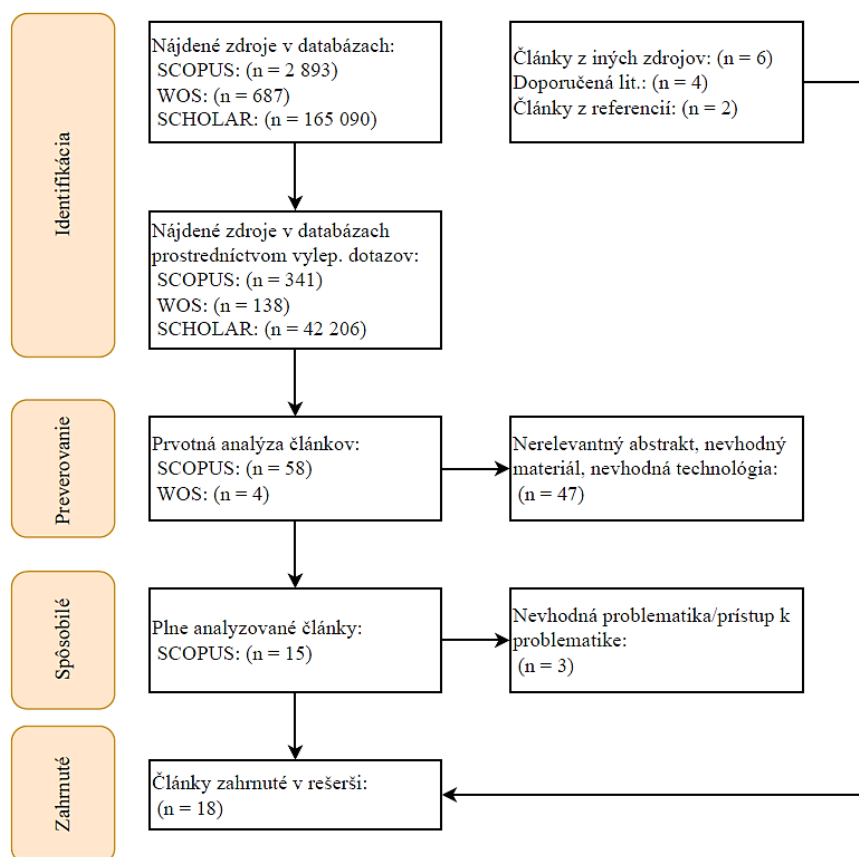 Identifikácia
Nájdené zdroje v databázach:
SCOPUS: (n = 2 893)
WOS: (n = 687)
SCHOLAR: (n = 165 090)
Články z iných zdrojov: (n = 6)
Doporučená lit.: (n = 4)
Články z referencií: (n = 2)
Nájdené zdroje v databázach
prostredníctvom vylep. dotazov:
SCOPUS: (n = 341)
WOS: (n = 138)
SCHOLAR: (n = 42 206)
Preverovanie
Prvotná analýza článkov:
SCOPUS: (n = 58)
WOS: (n = 4)
Nerelevantný abstrakt, nevhodný
materiál, nevhodná technológia:
(n = 47)
Spôsobilé
Plne analyzované články:
SCOPUS: (n = 15)
Nevhodná problematika/prístup k
problematike:
(n = 3)
Zahrnuté
Články zahrnuté v rešerši:
(n = 18)